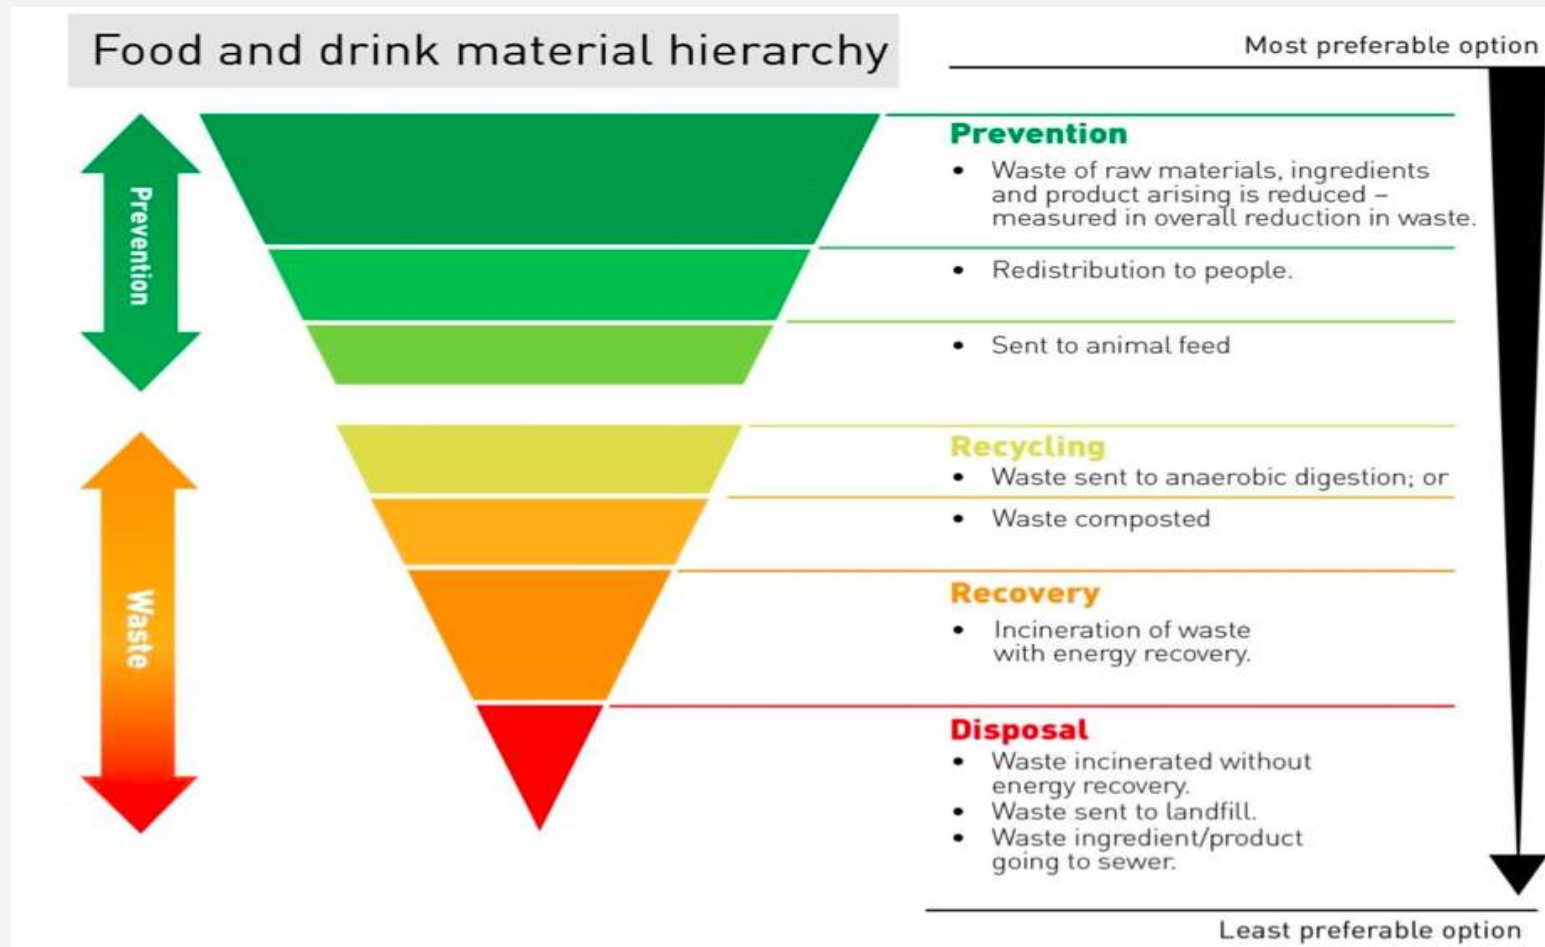 Food and drink material hierarchy
Most preferable option
Prevention
Prevention
• Waste of raw materials, ingredients
and product arising is reduced –
measured in overall reduction in waste.
• Redistribution to people.
• Sent to animal feed
Waste
Recycling
• Waste sent to anaerobic digestion; or
• Waste composted
Recovery
• Incineration of waste
with energy recovery.
Disposal
• Waste incinerated without
energy recovery.
• Waste sent to landfill.
• Waste ingredient/product
going to sewer.
Least preferable option